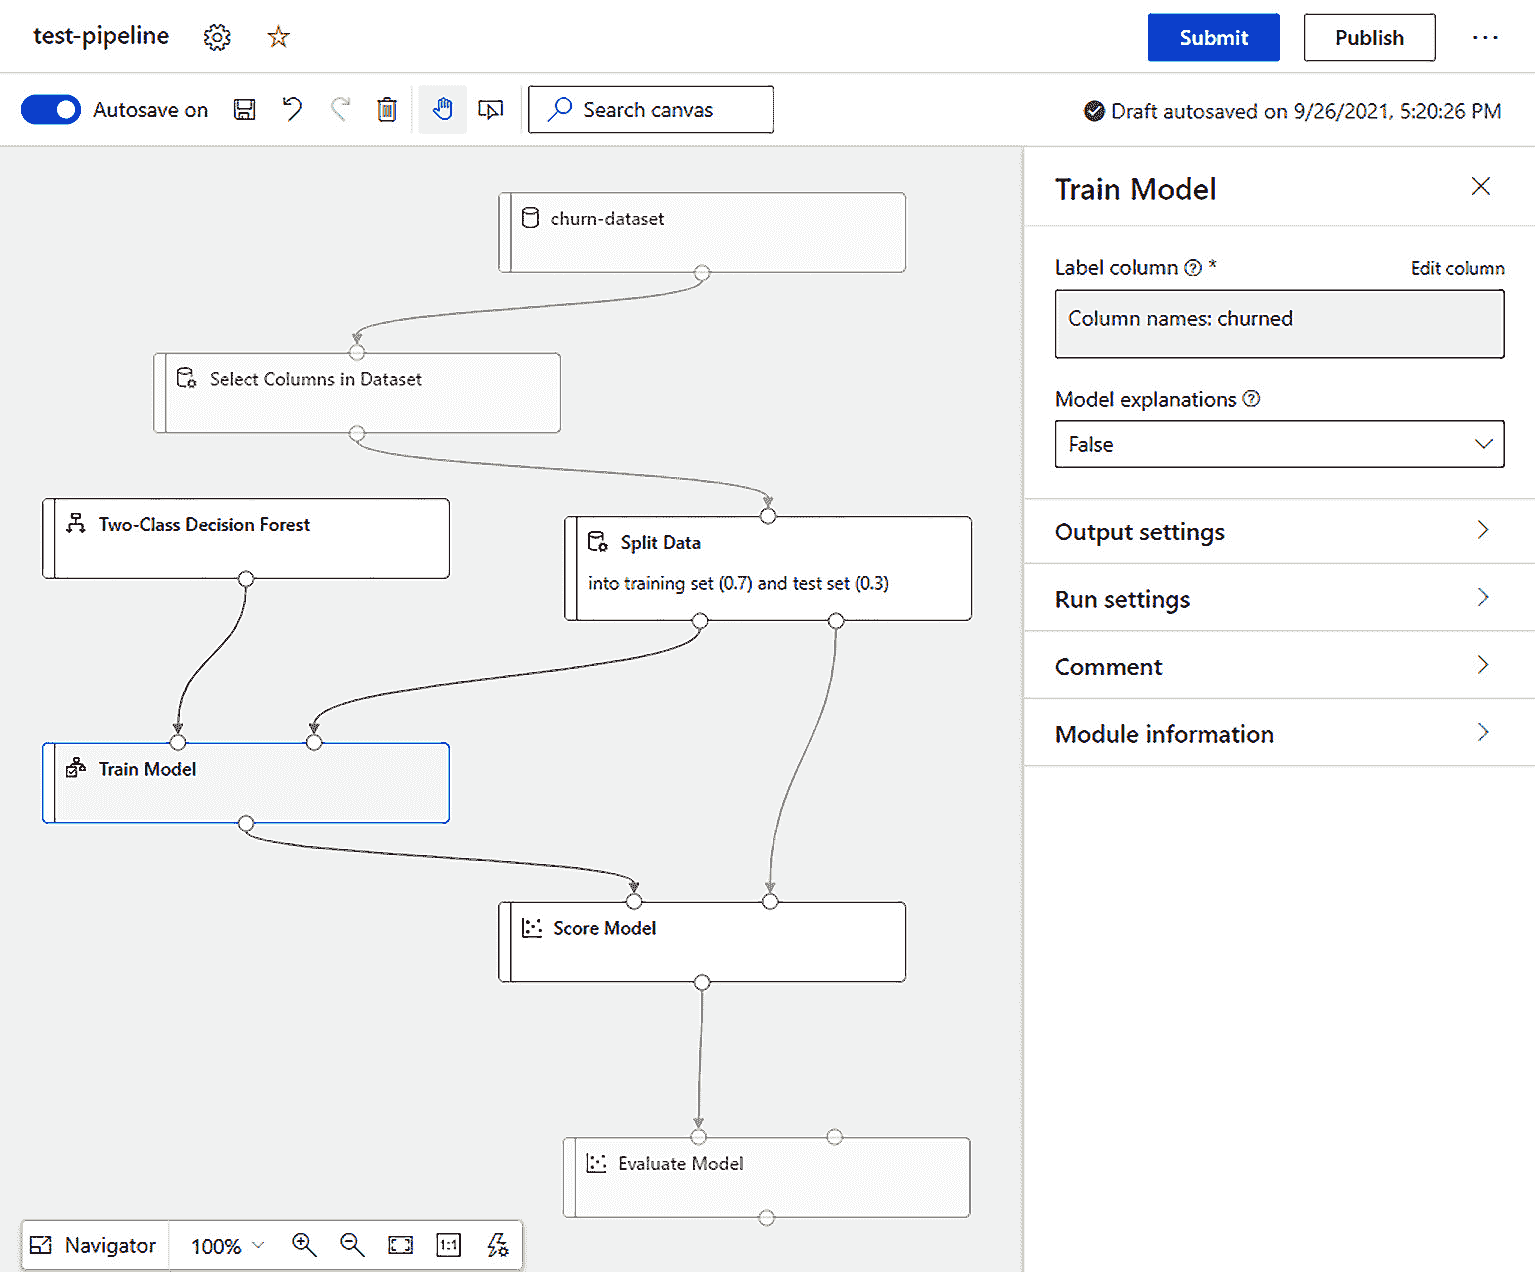 test-pipeline
Submit
Publish
Autosave on
Search canvas
Draft autosaved on 9/26/2021, 5:20:26 PM
churn-dataset
Select Columns in Dataset
Two-Class Decision Forest
Split Data
into training set (0.7) and test set (0.3)
Train Model
Score Model
Evaluate Model
Navigator
100%
1:1
Train Model
Label column ? *
Edit column
Column names: churned
Model explanations ?
False
Output settings
Run settings
Comment
Module information